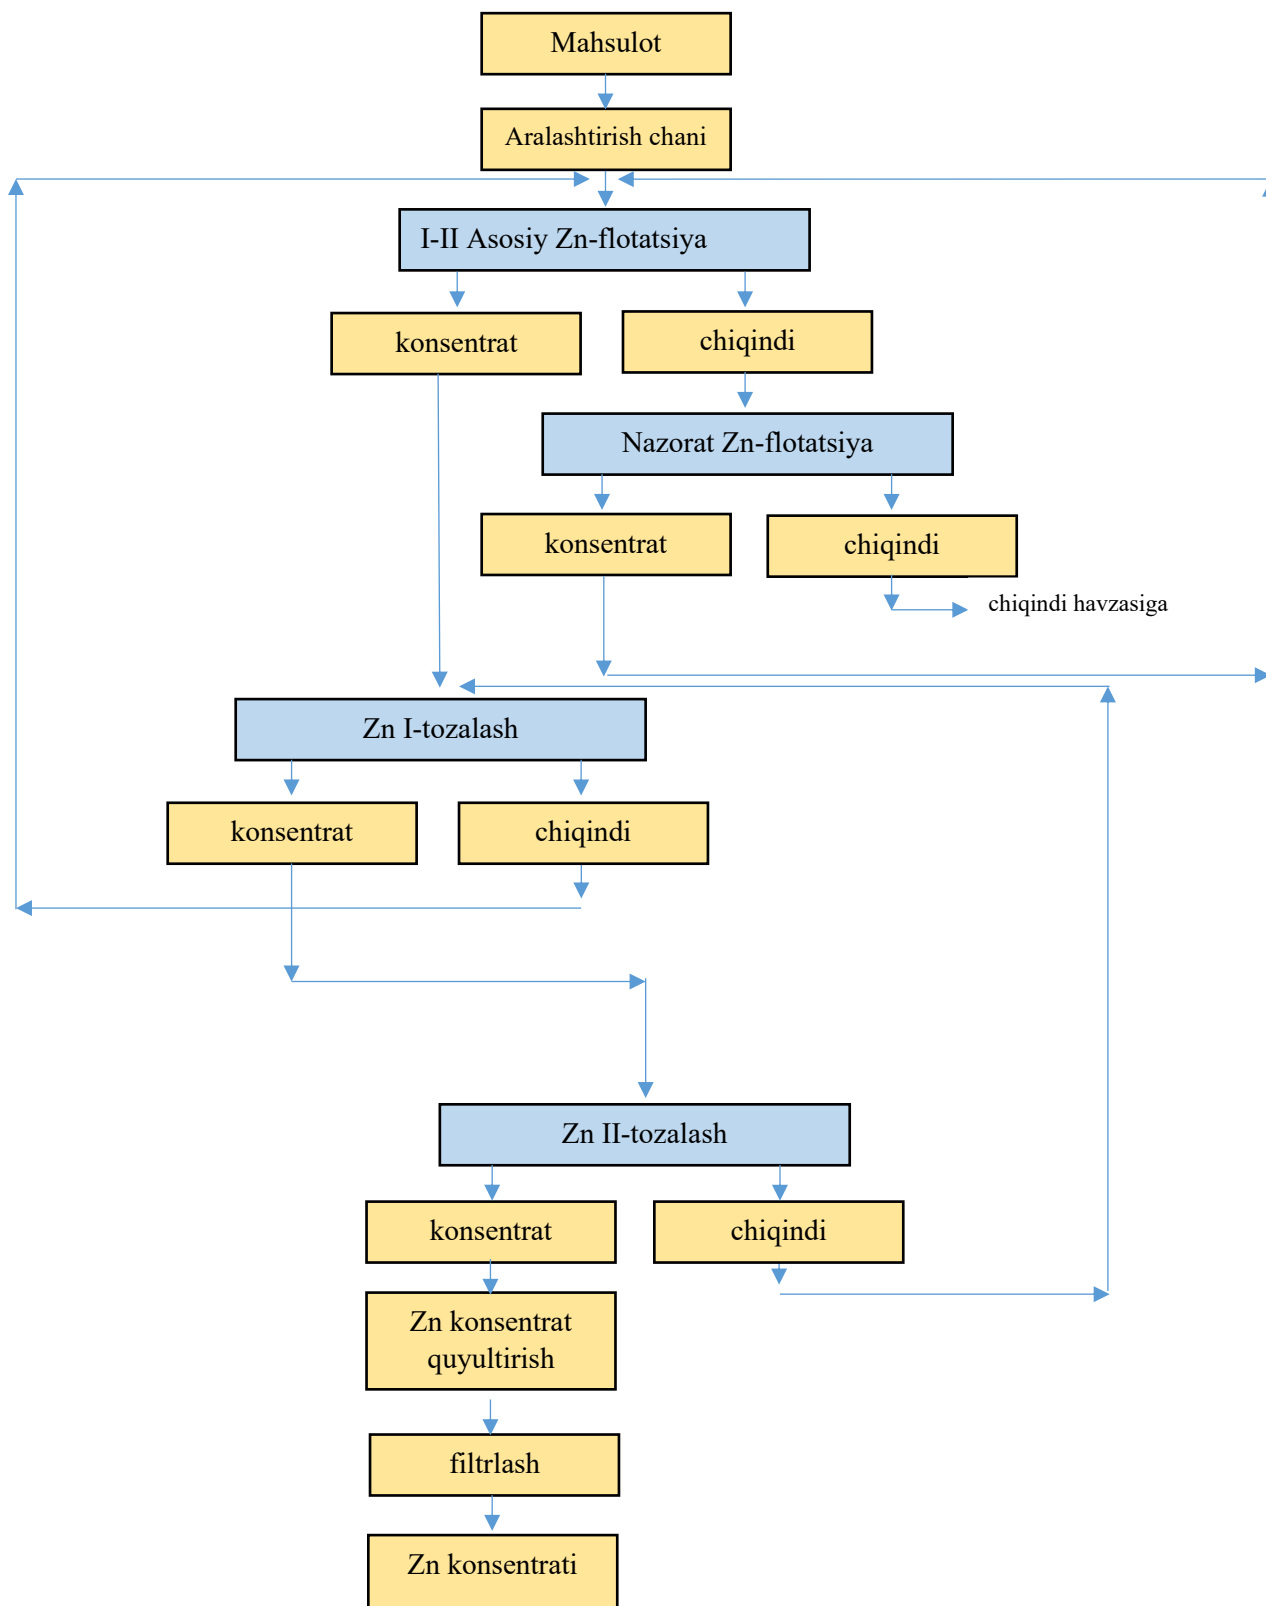 Mahsulot
Aralashtirish chani
I-II Asosiy Zn-flotatsiya
konsentrat
chiqindi
Nazorat Zn-flotatsiya
konsentrat
chiqindi
chiqindi havzasiga
Zn I-tozalash
konsentrat
chiqindi
Zn II-tozalash
konsentrat
chiqindi
Zn konsentrat
quyultirish
filtrlash
Zn konsentrati